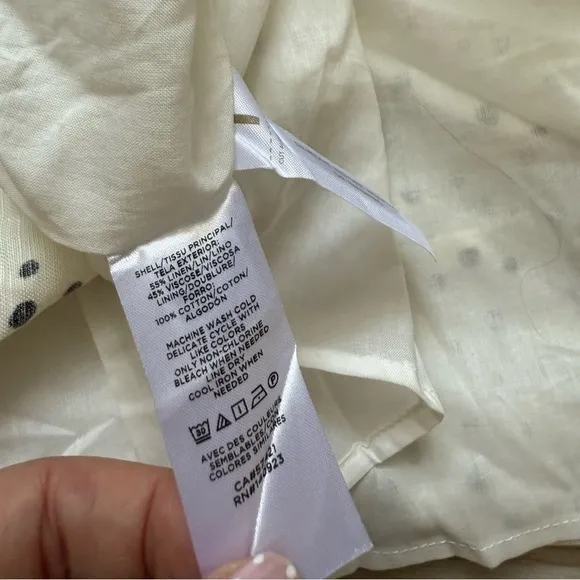 SHELL/TISSU PRINCIPAL/
TELA EXTERIOR:
55% LINEN/LIN/LINO
45% VISCOSE/VISCOSA
LINING/DOUBLURE/
FORRO:
100% COTTON/COTON/
ALGODÓN
MACHINE WASH COLD
DELICATE CYCLE WITH
LIKE COLORS
ONLY NON-CHLORINE
BLEACH WHEN NEEDED
LINE DRY
COOL IRON WHEN
NEEDED
30 P
AVEC DES COULEURS
SEMBLABLES
COLORES SIMILARES